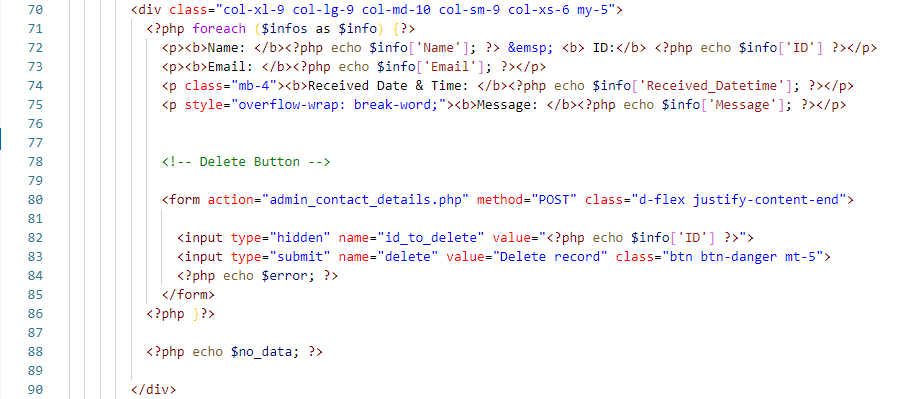 70 <div class="col-xl-9 col-lg-9 col-md-10 col-sm-9 col-xs-6 my-5">
71 <?php foreach ($infos as $info) {?>
72 <p><b>Name: </b><?php echo $info['Name']; ?> &emsp; <b> ID:</b> <?php echo $info['ID'] ?></p>
73 <p><b>Email: </b><?php echo $info['Email']; ?></p>
74 <p class="mb-4"><b>Received Date & Time: </b><?php echo $info['Received_Datetime']; ?></p>
75 <p style="overflow-wrap: break-word;"><b>Message: </b><?php echo $info['Message']; ?></p>
76
77
78 <!-- Delete Button -->
79
80 <form action="admin_contact_details.php" method="POST" class="d-flex justify-content-end">
81
82 <input type="hidden" name="id_to_delete" value="<?php echo $info['ID'] ?>">
83 <input type="submit" name="delete" value="Delete record" class="btn btn-danger mt-5">
84 <?php echo $error; ?>
85 </form>
86 <?php }?>
87
88 <?php echo $no_data; ?>
89
90 </div>